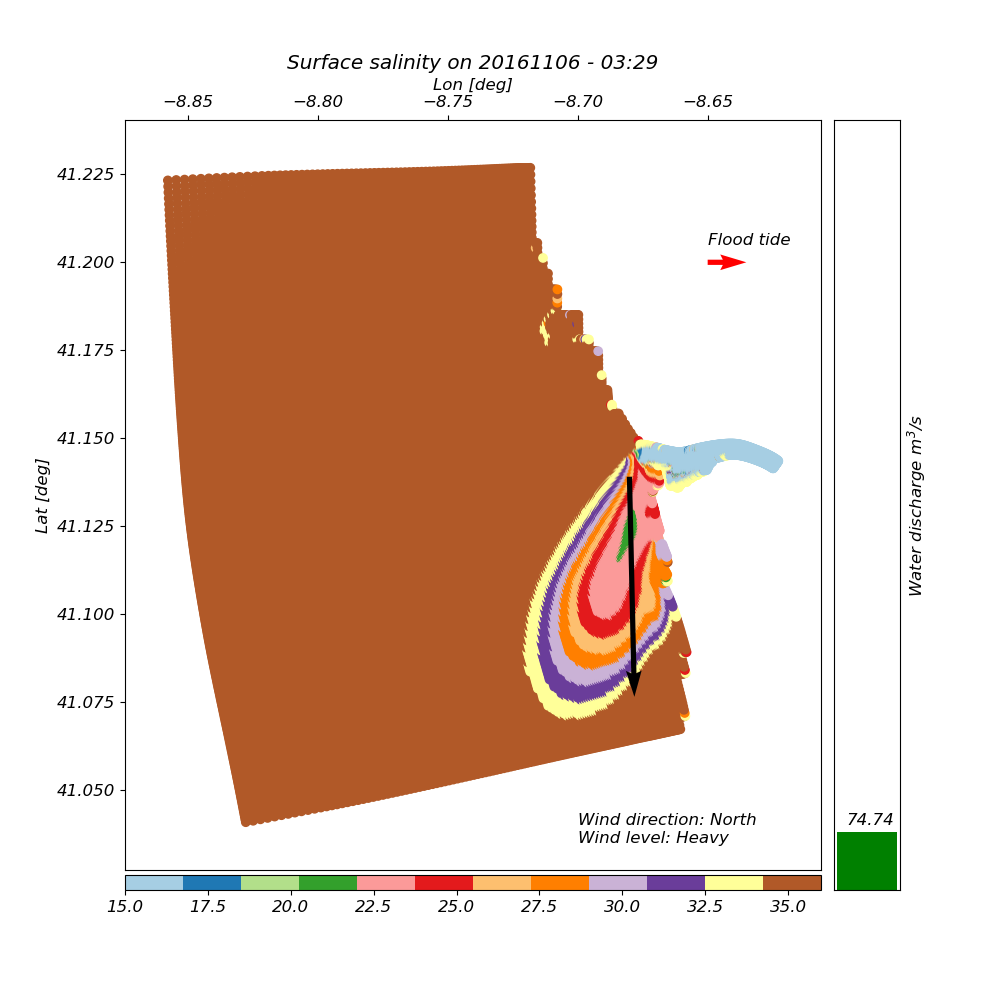 Surface salinity on 20161106 - 03:29
Lon [deg]
−8.85 −8.80 −8.75 −8.70 −8.65
41.225
41.200
41.175
41.150
41.125
41.100
41.075
41.050
Lat [deg]
Flood tide
Wind direction: North
Wind level: Heavy
74.74
Water discharge m³/s
15.0 17.5 20.0 22.5 25.0 27.5 30.0 32.5 35.0